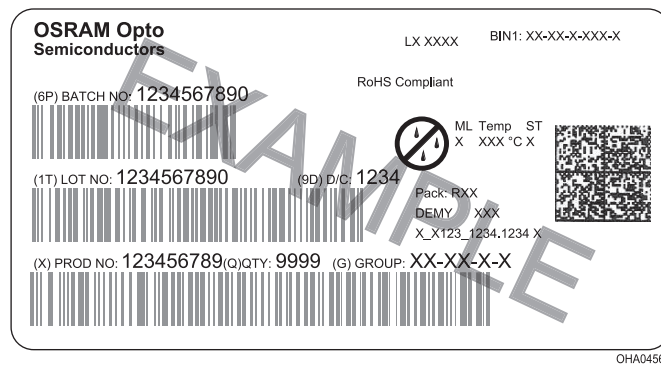 OSRAM Opto
Semiconductors
LX XXXX
BIN1: XX-XX-X-XXX-X
RoHS Compliant
(6P) BATCH NO: 1234567890
ML Temp ST
X XXX °C X
(1T) LOT NO: 1234567890 (9D) D/C: 1234
Pack: RXX
DEMY XXX
X_X123_1234.1234 X
(X) PROD NO: 123456789(Q)QTY: 9999 (G) GROUP: XX-XX-X-X
EXAMPLE
OHA0456